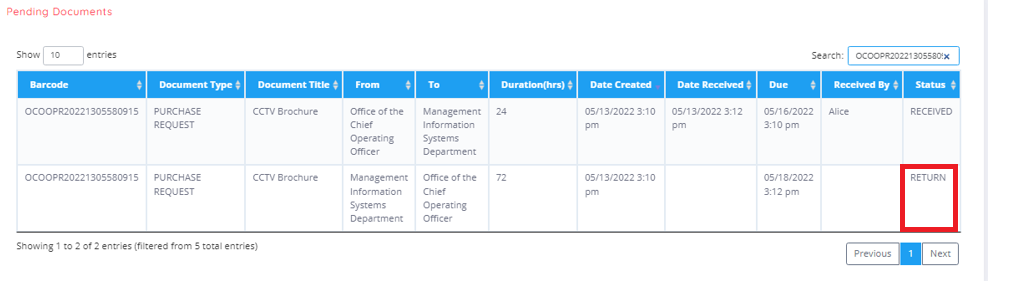 Pending Documents
Show 10 entries
Search: OCOOPR20221305580 x
Barcode Document Type Document Title From To Duration(hrs) Date Created Date Received Due Received By Status
OCOOPR20221305580915 PURCHASE REQUEST CCTV Brochure Office of the Chief Operating Officer Management Information Systems Department 24 05/13/2022 3:10 pm 05/13/2022 3:12 pm 05/16/2022 3:10 pm Alice RECEIVED
OCOOPR20221305580915 PURCHASE REQUEST CCTV Brochure Management Information Systems Department Office of the Chief Operating Officer 72 05/13/2022 3:10 pm 05/18/2022 3:12 pm RETURN
Showing 1 to 2 of 2 entries (filtered from 5 total entries)
Previous 1 Next